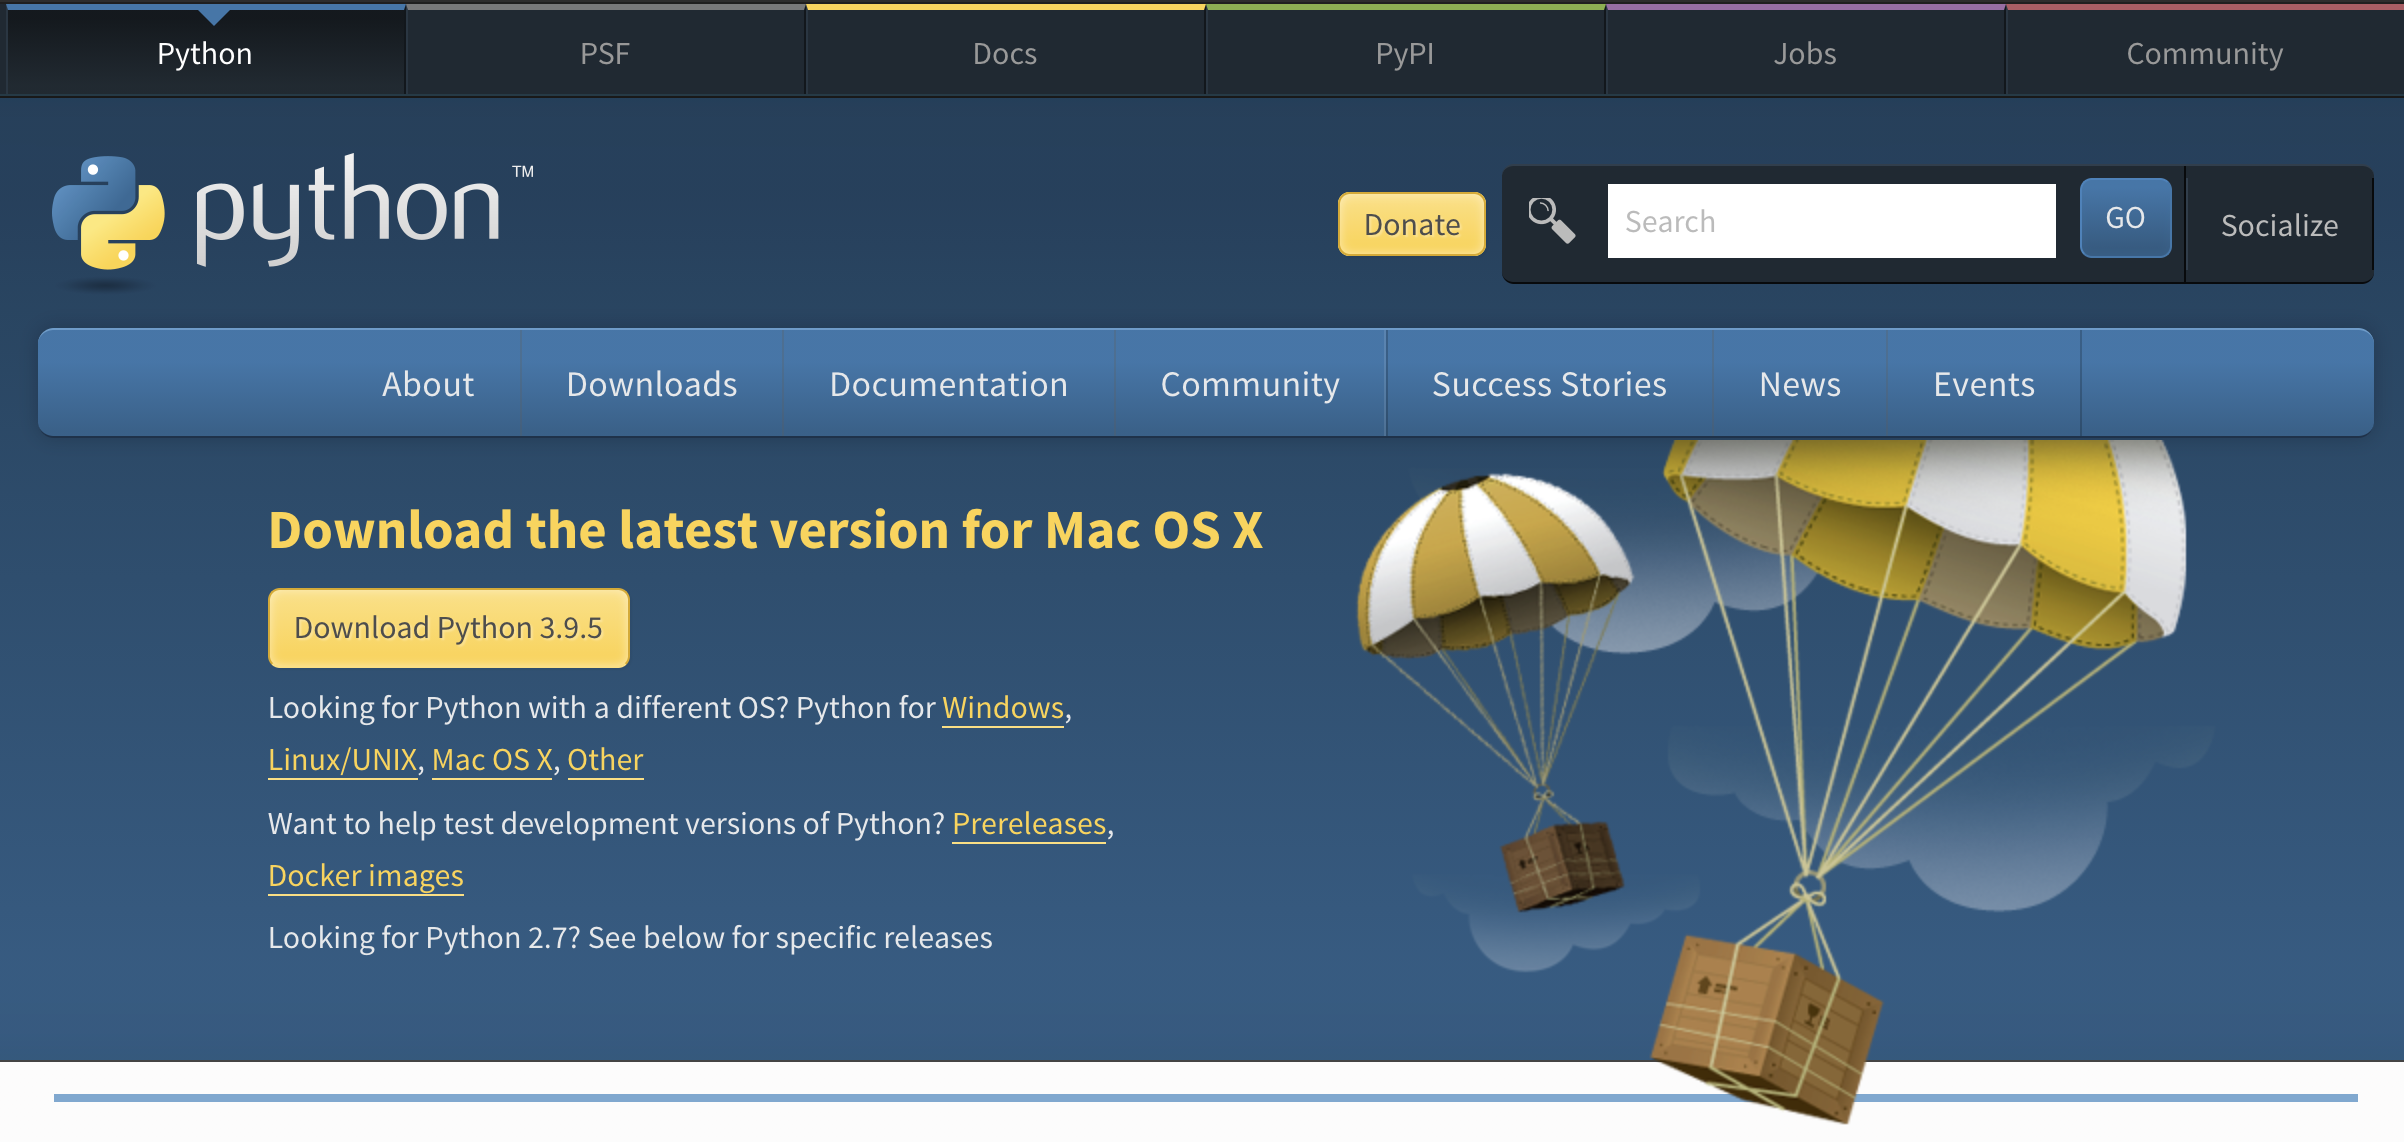 Python
PSF
Docs
PyPI
Jobs
Community
python™
Donate
Search
GO
Socialize
About
Downloads
Documentation
Community
Success Stories
News
Events
Download the latest version for Mac OS X
Download Python 3.9.5
Looking for Python with a different OS? Python for Windows,
Linux/UNIX, Mac OS X, Other
Want to help test development versions of Python? Prereleases,
Docker images
Looking for Python 2.7? See below for specific releases